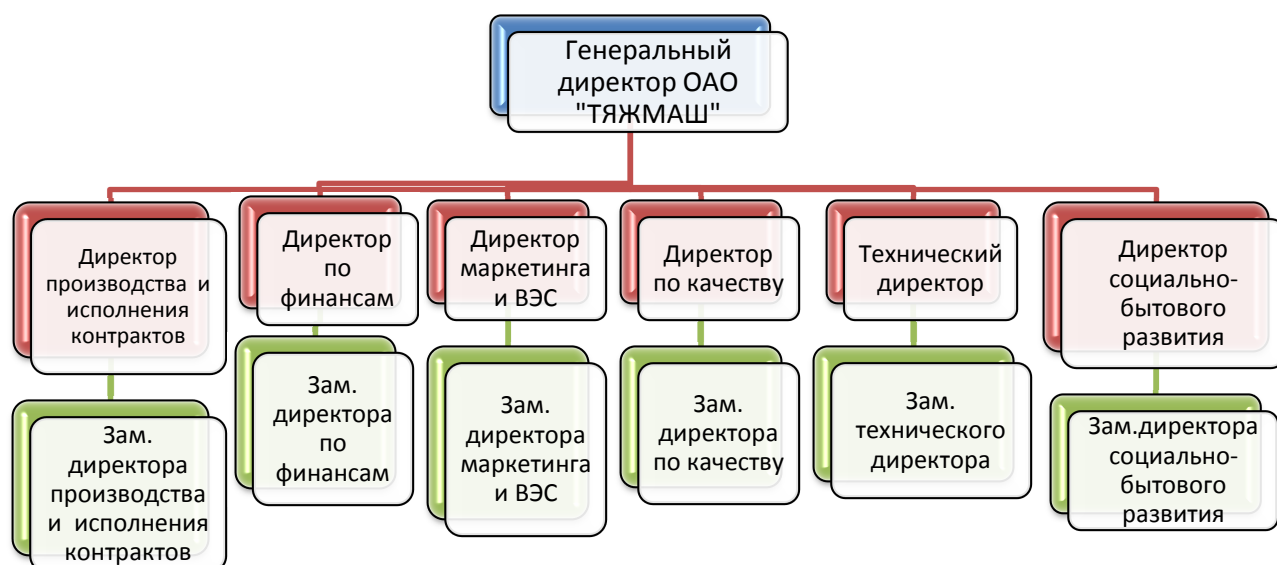 Генеральный
директор ОАО
"ТЯЖМАШ"
Директор
производства и
исполнения
контрактов
Директор
по
финансам
Директор
маркетинга
и ВЭС
Директор
по качеству
Технический
директор
Директор
социально-
бытового
развития
Зам.
директора
производства
и исполнения
контрактов
Зам.
директора
по
финансам
Зам.
директора
маркетинга
и ВЭС
Зам.
директора
по качеству
Зам.
технического
директора
Зам.директора
социально-
бытового
развития